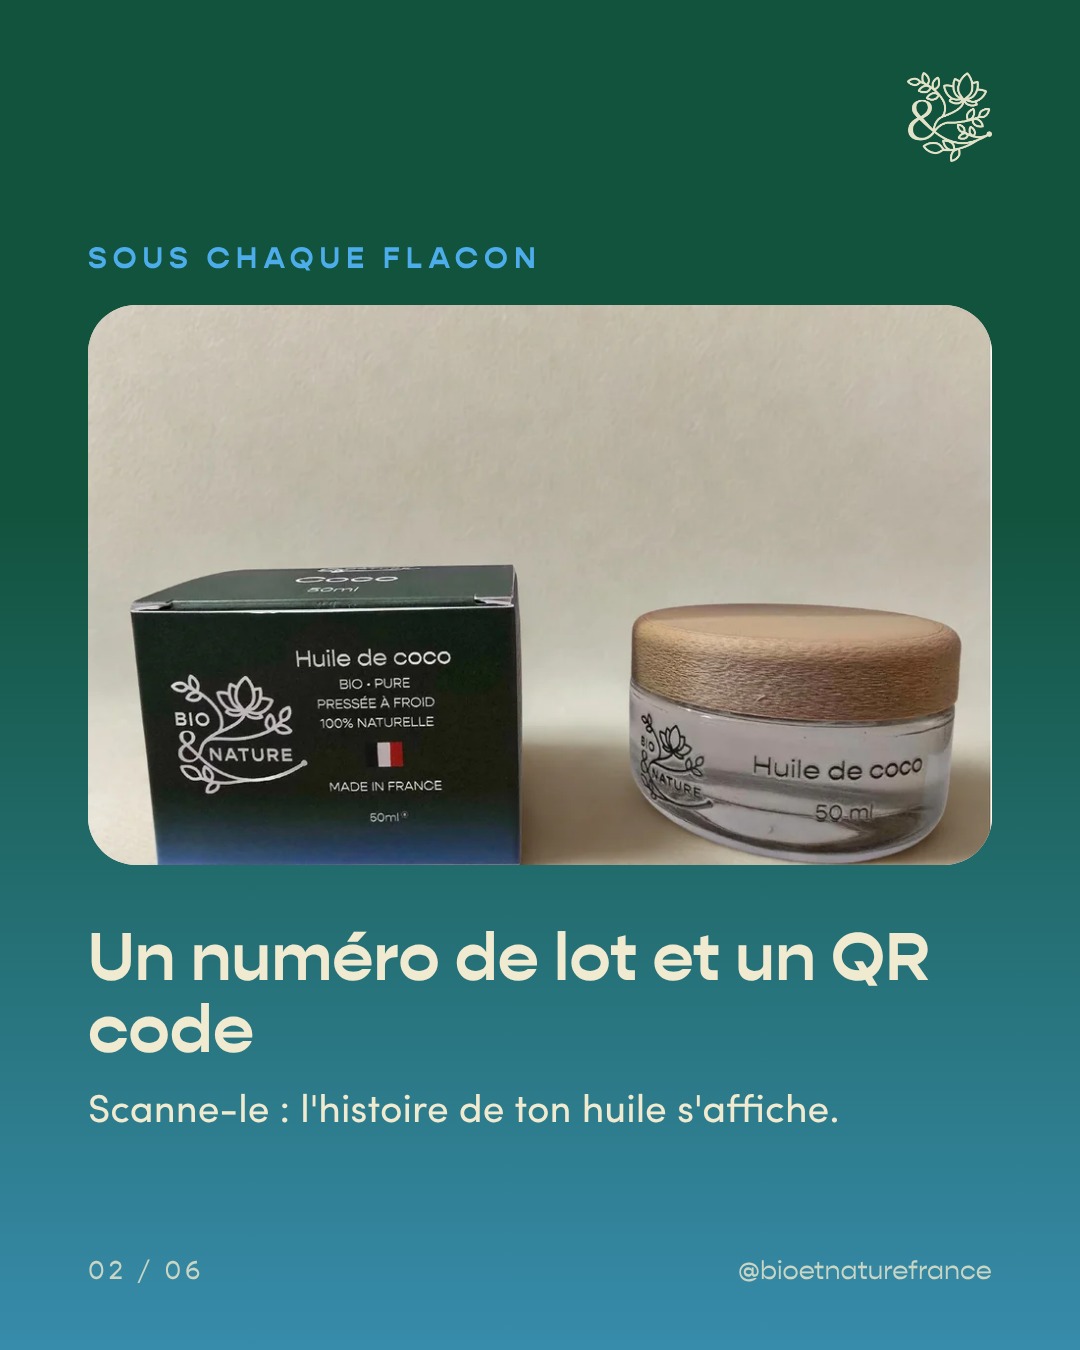 &
SOUS CHAQUE FLACON
Coco
50ml
Huile de coco
BIO • PURE
PRESSÉE À FROID
100% NATURELLE
BIO
&
NATURE
MADE IN FRANCE
50ml
BIO
&
NATURE
Huile de coco
50 ml
Un numéro de lot et un QR
code
Scanne-le : l'histoire de ton huile s'affiche.
02 / 06
@bioetnaturefrance